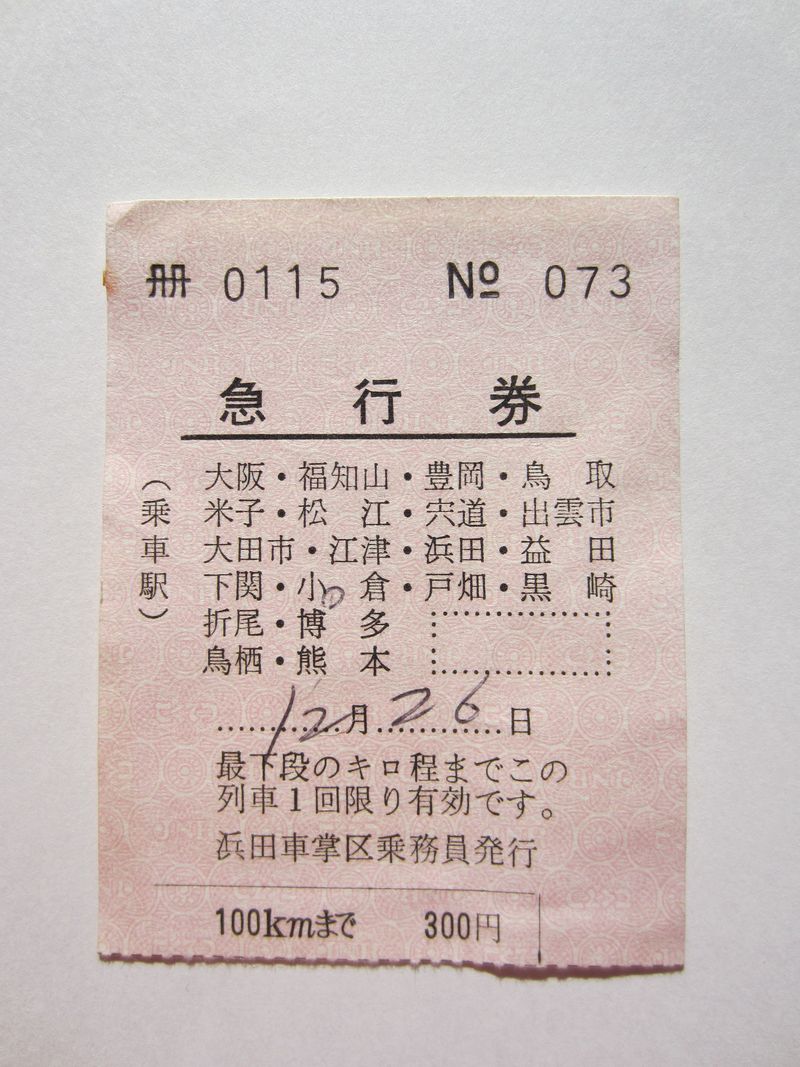 冊 0115 № 073
急行券
(乗車駅)
大阪・福知山・豊岡・鳥取
米子・松江・宍道・出雲市
大田市・江津・浜田・益田
下関・小倉・戸畑・黒崎
折尾・博多
鳥栖・熊本
12月26日
最下段のキロ程までこの
列車1回限り有効です。
浜田車掌区乗務員発行
100kmまで 300円